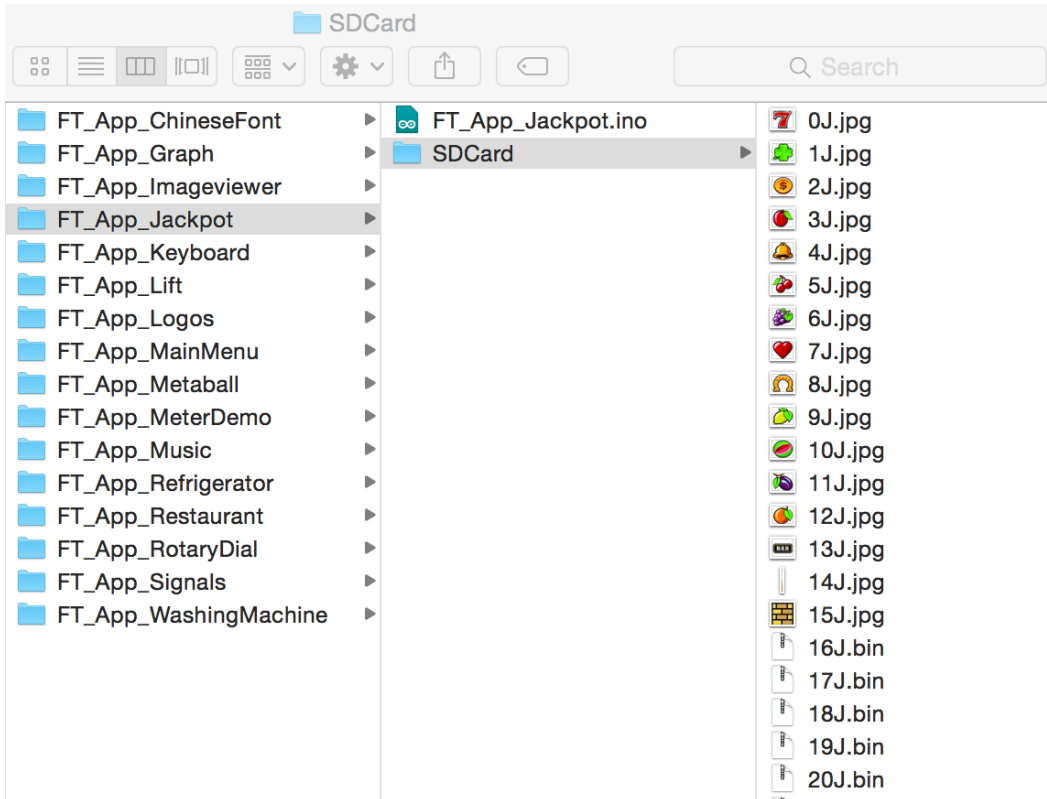 SDCard
Search
FT_App_ChineseFont
FT_App_Graph
FT_App_Imageviewer
FT_App_Jackpot
FT_App_Keyboard
FT_App_Lift
FT_App_Logos
FT_App_MainMenu
FT_App_Metaball
FT_App_MeterDemo
FT_App_Music
FT_App_Refrigerator
FT_App_Restaurant
FT_App_RotaryDial
FT_App_Signals
FT_App_WashingMachine
FT_App_Jackpot.ino
SDCard
0J.jpg
1J.jpg
2J.jpg
3J.jpg
4J.jpg
5J.jpg
6J.jpg
7J.jpg
8J.jpg
9J.jpg
10J.jpg
11J.jpg
12J.jpg
BAR
13J.jpg
14J.jpg
15J.jpg
16J.bin
17J.bin
18J.bin
19J.bin
20J.bin